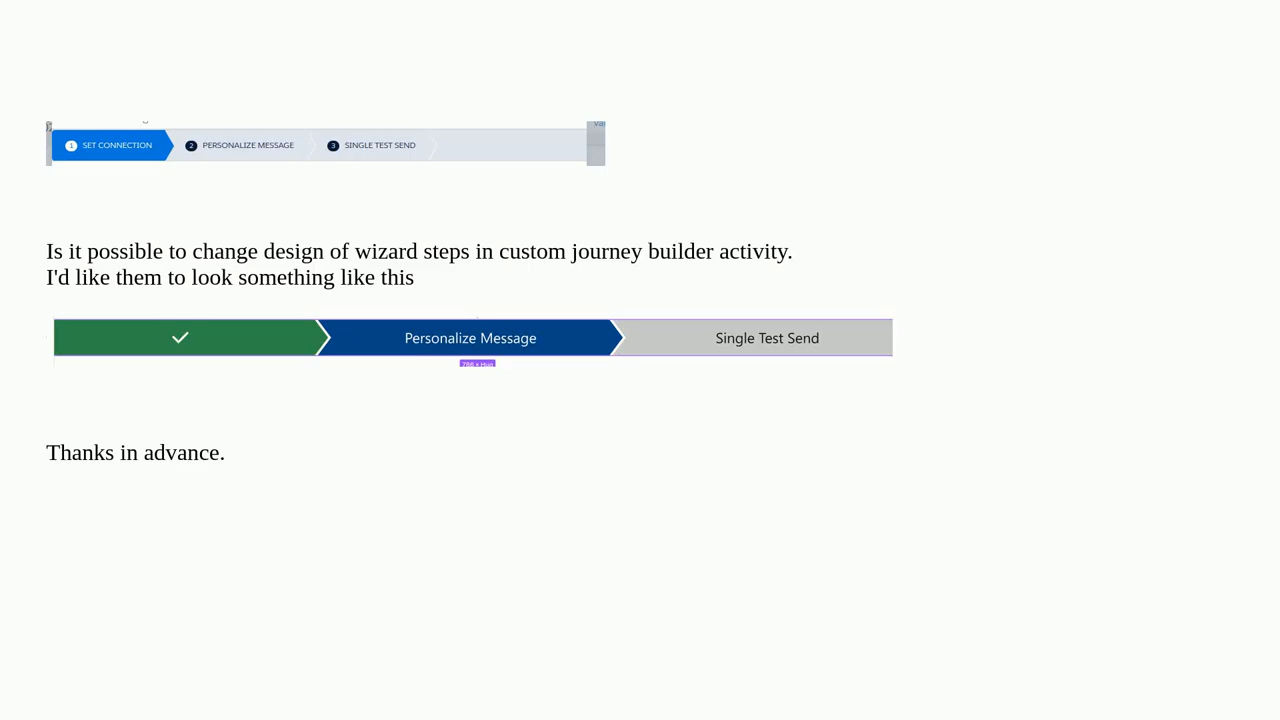 1 SET CONNECTION 2 PERSONALIZE MESSAGE 3 SINGLE TEST SEND
Is it possible to change design of wizard steps in custom journey builder activity.
I'd like them to look something like this
Personalize Message Single Test Send
Thanks in advance.